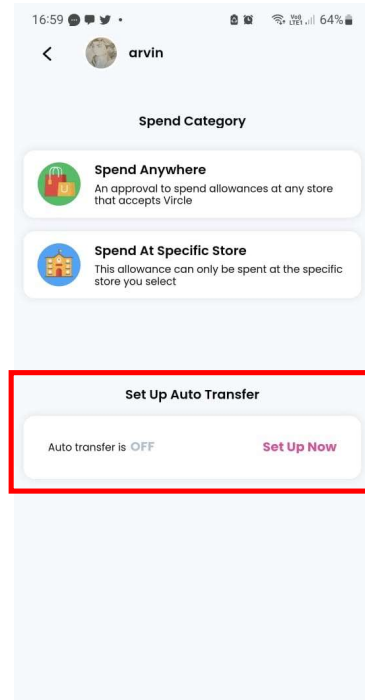 16:59
Vo)) LTE1 64%
arvin
Spend Category
Spend Anywhere
An approval to spend allowances at any store
that accepts Vircle
Spend At Specific Store
This allowance can only be spent at the specific
store you select
Set Up Auto Transfer
Auto transfer is OFF Set Up Now